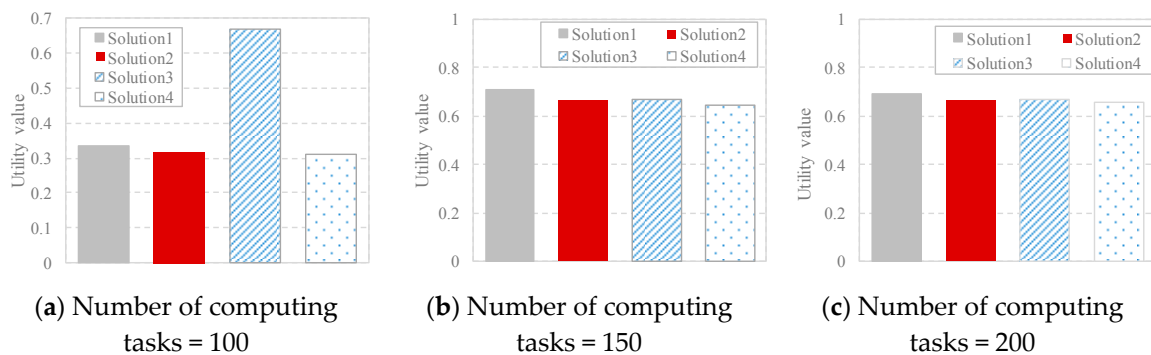 0.7
0.6
0.5
0.4
0.3
0.2
0.1
0
Utility value
Solution1
Solution2
Solution3
Solution4
(a) Number of computing
tasks = 100
1
0.8
0.6
0.4
0.2
0
Utility value
Solution1 Solution2
Solution3 Solution4
(b) Number of computing
tasks = 150
1
0.8
0.6
0.4
0.2
0
Utility value
Solution1 Solution2
Solution3 Solution4
(c) Number of computing
tasks = 200